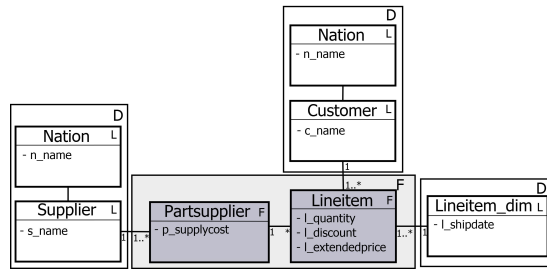 D
Nation L
- n_name
Customer L
- c_name
1
1..*
D
Nation L
- n_name
Supplier L
- s_name
1
1..*
F
Partsupplier F
- p_supplycost
1
*
Lineitem F
- l_quantity
- l_discount
- l_extendedprice
1..*
1
D
Lineitem_dim L
- l_shipdate